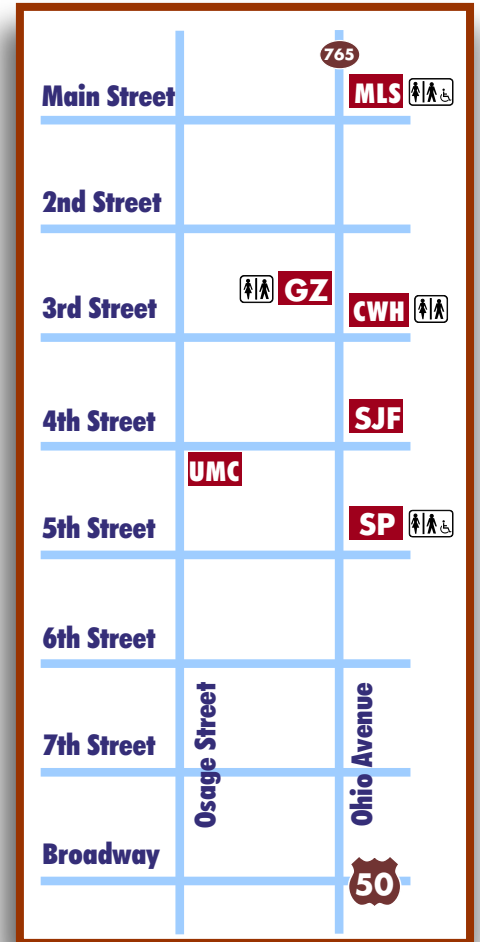 765
Main Street
MLS
2nd Street
GZ
3rd Street
CWH
4th Street
SJF
UMC
5th Street
SP
6th Street
Osage Street
Ohio Avenue
7th Street
Broadway
50